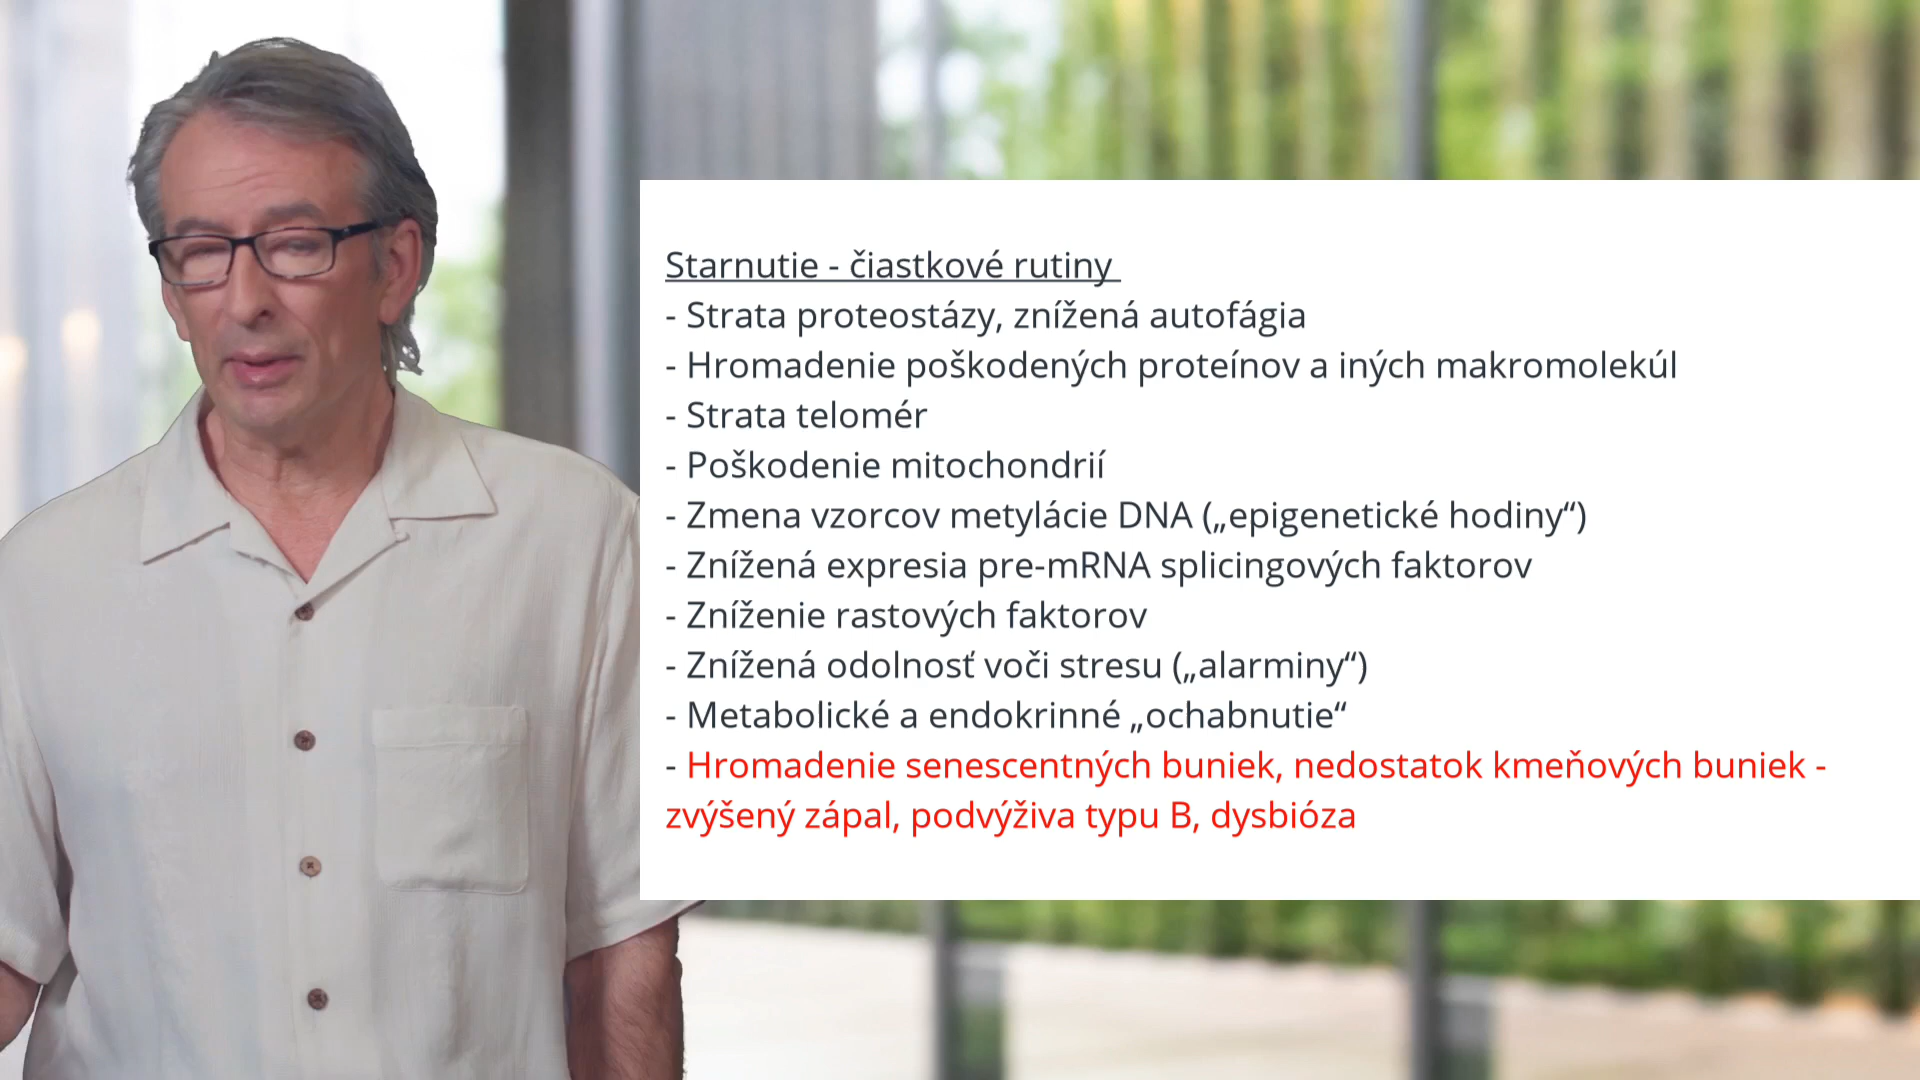 Starnutie - čiastkové rutiny
- Strata proteostázy, znížená autofágia
- Hromadenie poškodených proteínov a iných makromolekúl
- Strata telomér
- Poškodenie mitochondrií
- Zmena vzorcov metylácie DNA („epigenetické hodiny“)
- Znížená expresia pre-mRNA splicingových faktorov
- Zníženie rastových faktorov
- Znížená odolnosť voči stresu („alarminy“)
- Metabolické a endokrinné „ochabnutie“
- Hromadenie senescentných buniek, nedostatok kmeňových buniek -
zvýšený zápal, podvýživa typu B, dysbióza